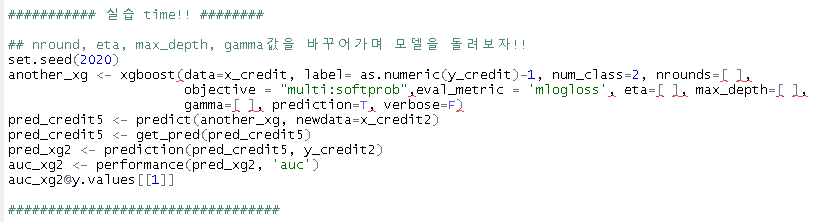 ########### 실습 time!! ########
## nround, eta, max_depth, gamma값을 바꾸어가며 모델을 돌려보자!!
set.seed(2020)
another_xg <- xgboost(data=x_credit, label= as.numeric(y_credit)-1, num_class=2, nrounds=[ ],
objective = "multi:softprob",eval_metric = 'mlogloss', eta=[ ], max_depth=[ ],
gamma=[ ], prediction=T, verbose=F)
pred_credit5 <- predict(another_xg, newdata=x_credit2)
pred_credit5 <- get_pred(pred_credit5)
pred_xg2 <- prediction(pred_credit5, y_credit2)
auc_xg2 <- performance(pred_xg2, 'auc')
auc_xg2@y.values[[1]]
##################################